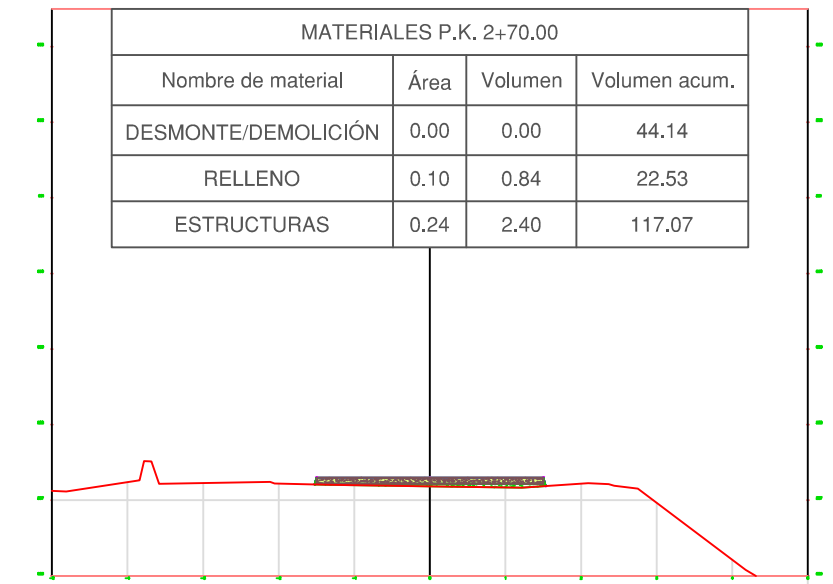 MATERIALES P.K. 2+70.00
Nombre de material Área Volumen Volumen acum.
DESMONTE/DEMOLICIÓN 0.00 0.00 44.14
RELLENO 0.10 0.84 22.53
ESTRUCTURAS 0.24 2.40 117.07